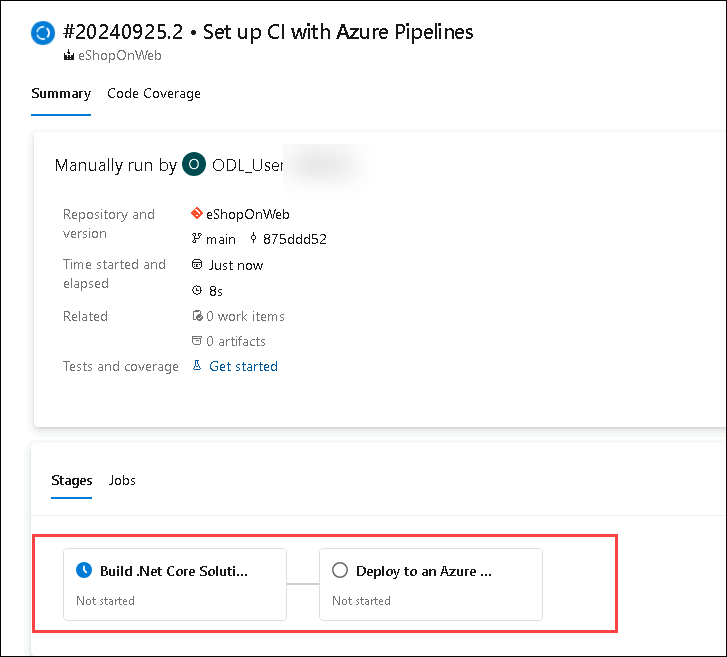 #20240925.2 • Set up CI with Azure Pipelines
eShopOnWeb
Summary Code Coverage
Manually run by O ODL_User
Repository and version eShopOnWeb
main 875ddd52
Time started and elapsed Just now
8s
Related 0 work items
0 artifacts
Tests and coverage Get started
Stages Jobs
Build .Net Core Soluti... Deploy to an Azure ...
Not started Not started